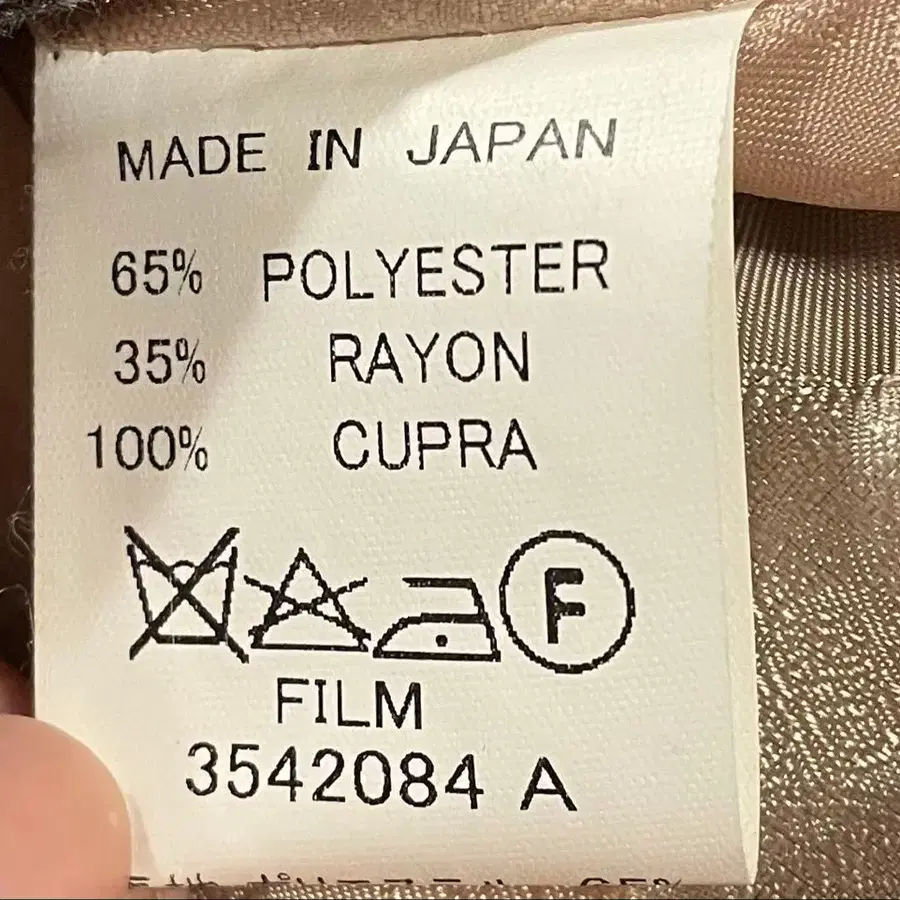 MADE IN JAPAN
65% POLYESTER
35% RAYON
100% CUPRA
F
FILM
3542084 A